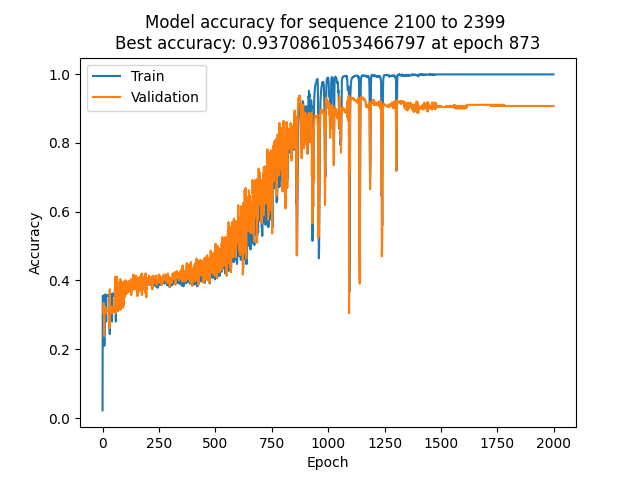 Model accuracy for sequence 2100 to 2399
Best accuracy: 0.9370861053466797 at epoch 873
Train
Validation
1.0
0.8
0.6
0.4
0.2
0.0
Accuracy
0 250 500 750 1000 1250 1500 1750 2000
Epoch